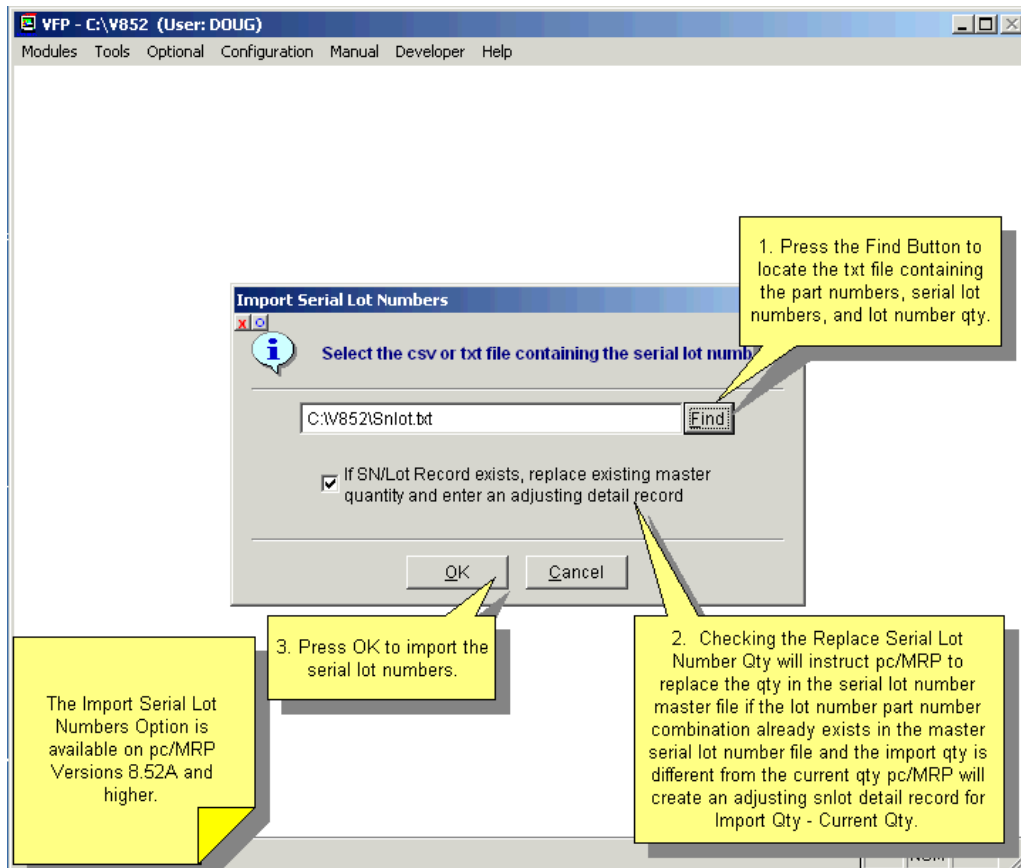 VFP - C:\V852 (User: DOUG)
Modules Tools Optional Configuration Manual Developer Help
1. Press the Find Button to
locate the txt file containing
the part numbers, serial lot
numbers, and lot number qty.
Import Serial Lot Numbers
Select the csv or txt file containing the serial lot
C:\V852\Snlot.txt
Find
If SN/Lot Record exists, replace existing master
quantity and enter an adjusting detail record
OK
Cancel
3. Press OK to import the
serial lot numbers.
2. Checking the Replace Serial Lot
Number Qty will instruct pc/MRP to
replace the qty in the serial lot number
master file if the lot number part number
combination already exists in the master
serial lot number file and the import qty is
different from the current qty pc/MRP will
create an adjusting snlot detail record for
Import Qty - Current Qty.
The Import Serial Lot
Numbers Option is
available on pc/MRP
Versions 8.52A and
higher.
NUM